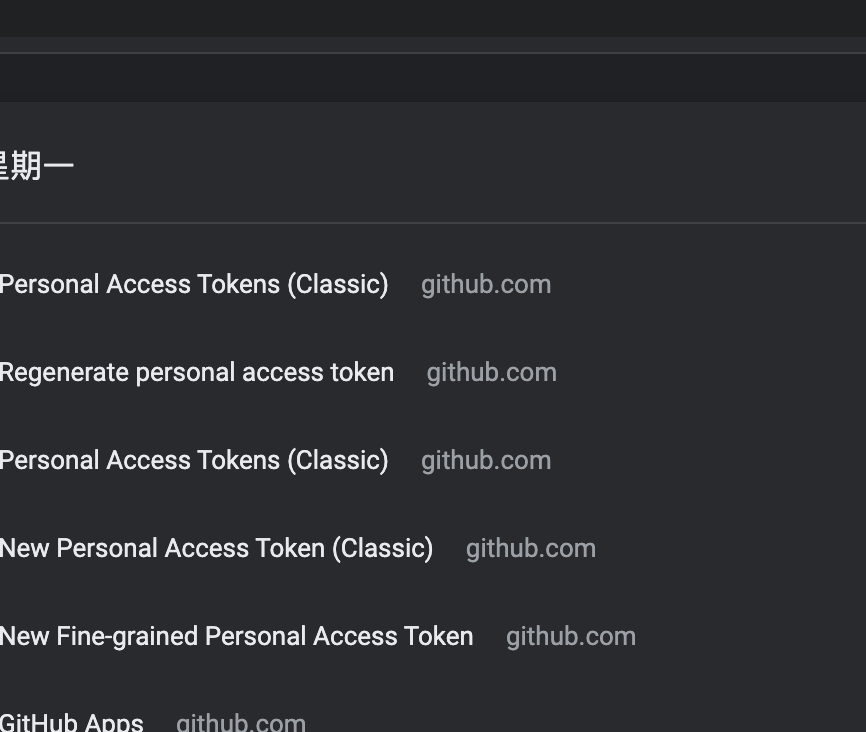 星期一
Personal Access Tokens (Classic) github.com
Regenerate personal access token github.com
Personal Access Tokens (Classic) github.com
New Personal Access Token (Classic) github.com
New Fine-grained Personal Access Token github.com
GitHub Apps github.com